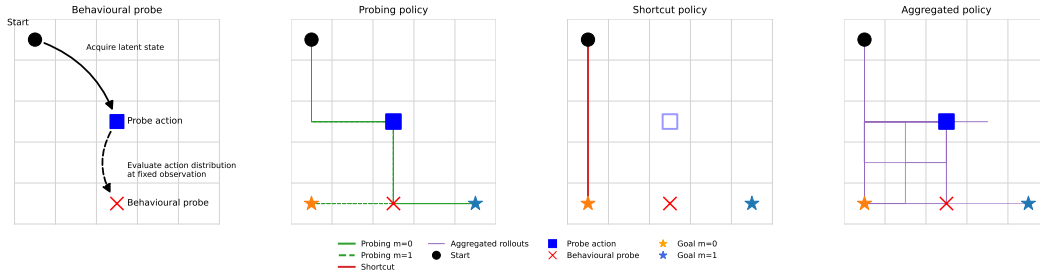 Behavioural probe
Probing policy
Shortcut policy
Aggregated policy
Start
Acquire latent state
Probe action
Evaluate action distribution
at fixed observation
Behavioural probe
Probing m=0
Probing m=1
Shortcut
Aggregated rollouts
Start
Probe action
Behavioural probe
Goal m=0
Goal m=1